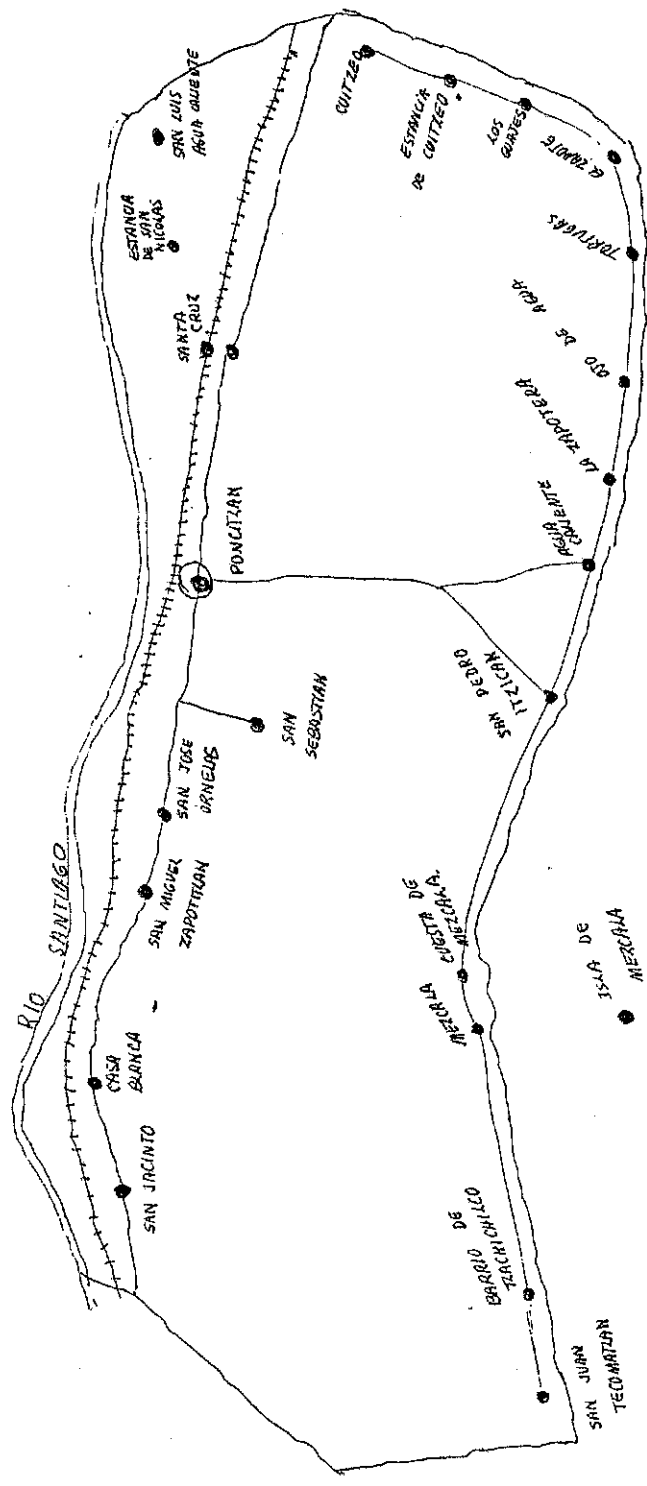 RIO SANTIAGO
SAN LUIS
AGUA CALIENTE
ESTANCIA
DE SAN
NICOLAS
SANTA
CRUZ
PONCITLAN
SAN
SEBASTIAN
SAN JOSE
ORNELAS
SAN MIGUEL
ZAPOTITLAN
CASA
BLANCA
SAN JACINTO
CUITZEO
ESTANCIA
DE CUITZEO
LOS
GUAJES
EL ZAPOTE
TORTUGAS
OJO DE AGUA
LA ZAPOTERA
AGUA
CALIENTE
SAN PEDRO
ITZICAN
CUESTA DE
MEZCALA.
MEZCALA
ISLA DE
MEZCALA
BARRIO DE
TLACHICHILCO
SAN JUAN
TECOMATLAN